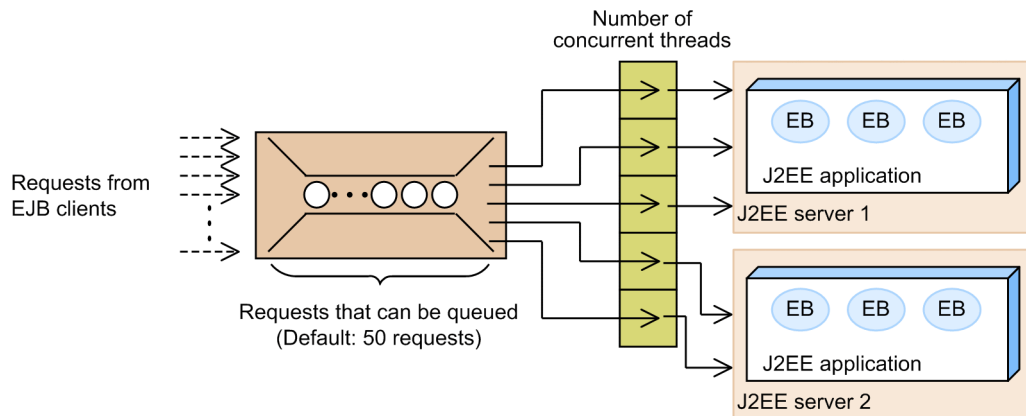 Number of
concurrent threads
Requests from
EJB clients
Requests that can be queued
(Default: 50 requests)
EB EB EB
J2EE application
J2EE server 1
EB EB EB
J2EE application
J2EE server 2